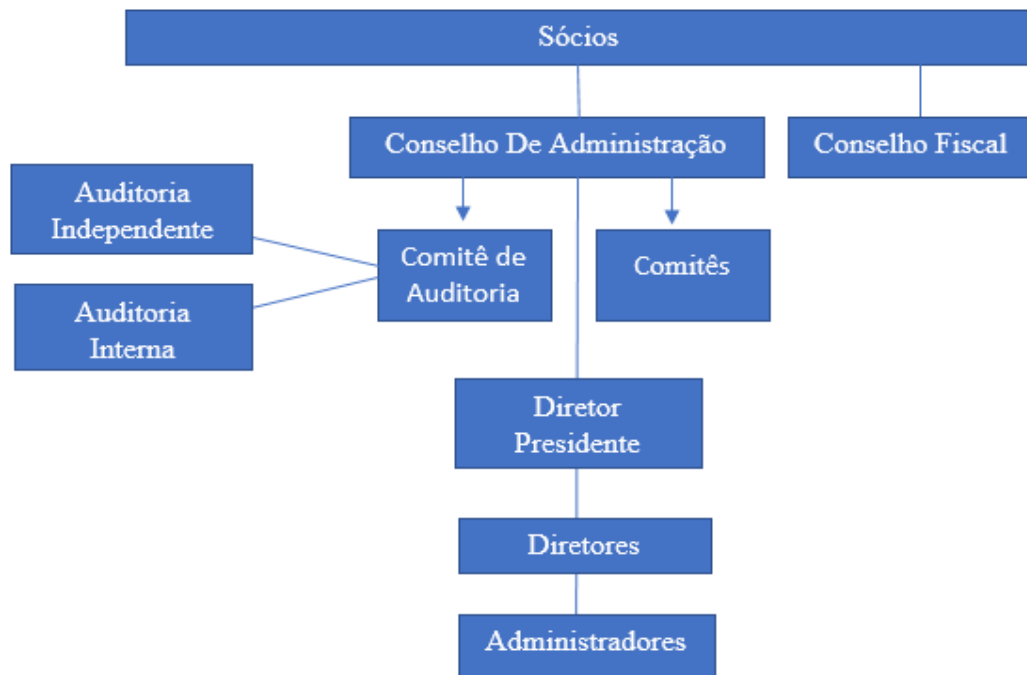 Sócios
Conselho De Administração
Conselho Fiscal
Auditoria
Independente
Comitê de
Auditoria
Comitês
Auditoria
Interna
Diretor
Presidente
Diretores
Administradores